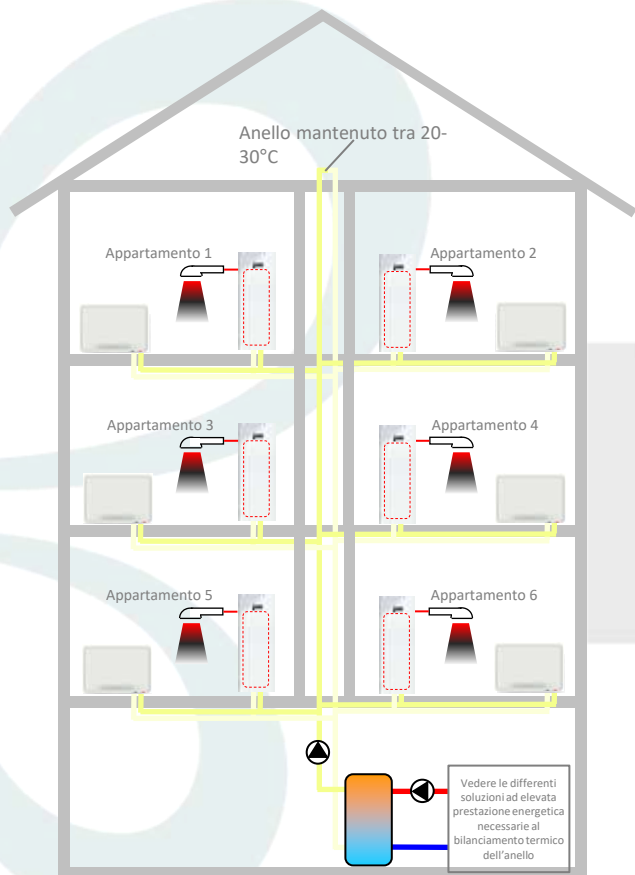 Anello mantenuto tra 20-
30°C
Appartamento 1
Appartamento 2
Appartamento 3
Appartamento 4
Appartamento 5
Appartamento 6
Vedere le differenti
soluzioni ad elevata
prestazione energetica
necessarie al
bilanciamento termico
dell'anello